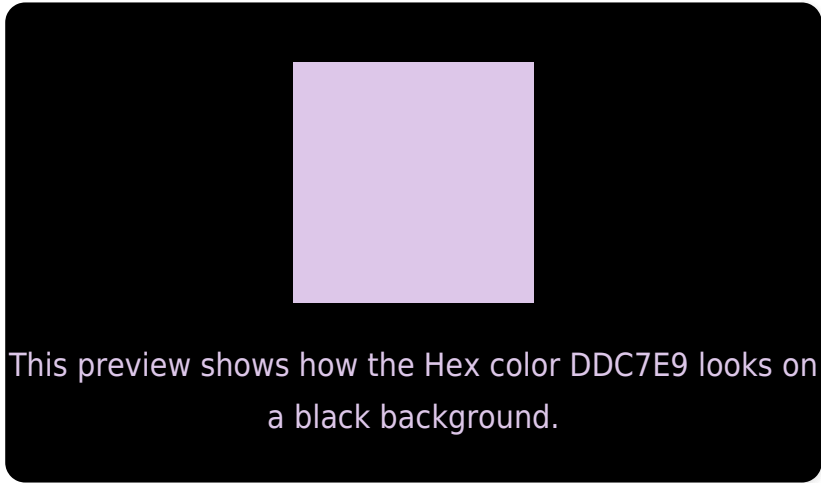 This preview shows how the Hex color DDC7E9 looks on
a black background.